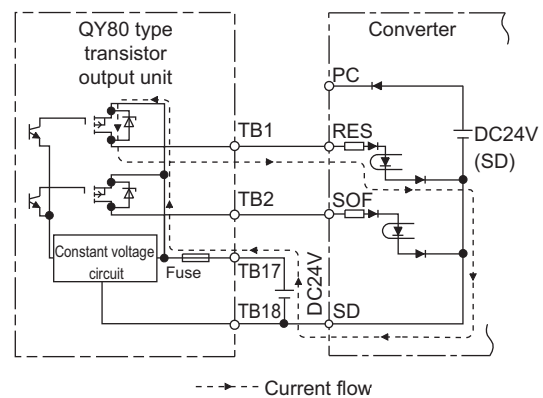 QY80 type
transistor
output unit
Converter
PC
DC24V
(SD)
TB1
RES
TB2
SOF
Constant voltage
circuit
Fuse
TB17
DC24V
TB18
SD
Current flow